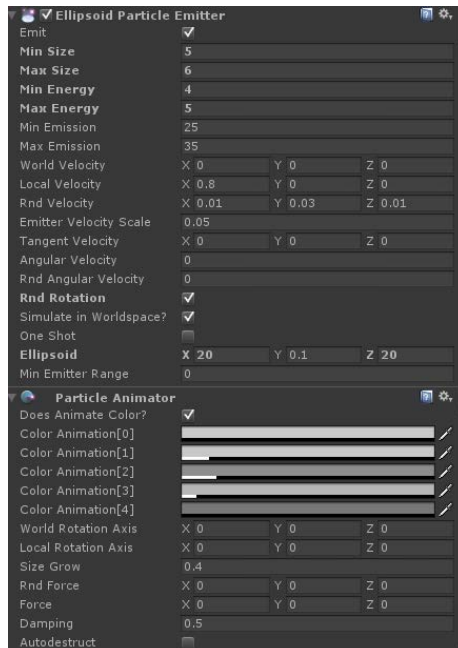 Ellipsoid Particle Emitter
Emit
Min Size 5
Max Size 6
Min Energy 4
Max Energy 5
Min Emission 25
Max Emission 35
World Velocity X 0 Y 0 Z 0
Local Velocity X 0.8 Y 0 Z 0
Rnd Velocity X 0.01 Y 0.03 Z 0.01
Emitter Velocity Scale 0.05
Tangent Velocity X 0 Y 0 Z 0
Angular Velocity 0
Rnd Angular Velocity 0
Rnd Rotation
Simulate in Worldspace?
One Shot
Ellipsoid X 20 Y 0.1 Z 20
Min Emitter Range 0
Particle Animator
Does Animate Color?
Color Animation[0]
Color Animation[1]
Color Animation[2]
Color Animation[3]
Color Animation[4]
World Rotation Axis X 0 Y 0 Z 0
Local Rotation Axis X 0 Y 0 Z 0
Size Grow 0.4
Rnd Force X 0 Y 0 Z 0
Force X 0 Y 0 Z 0
Damping 0.5
Autodestruct